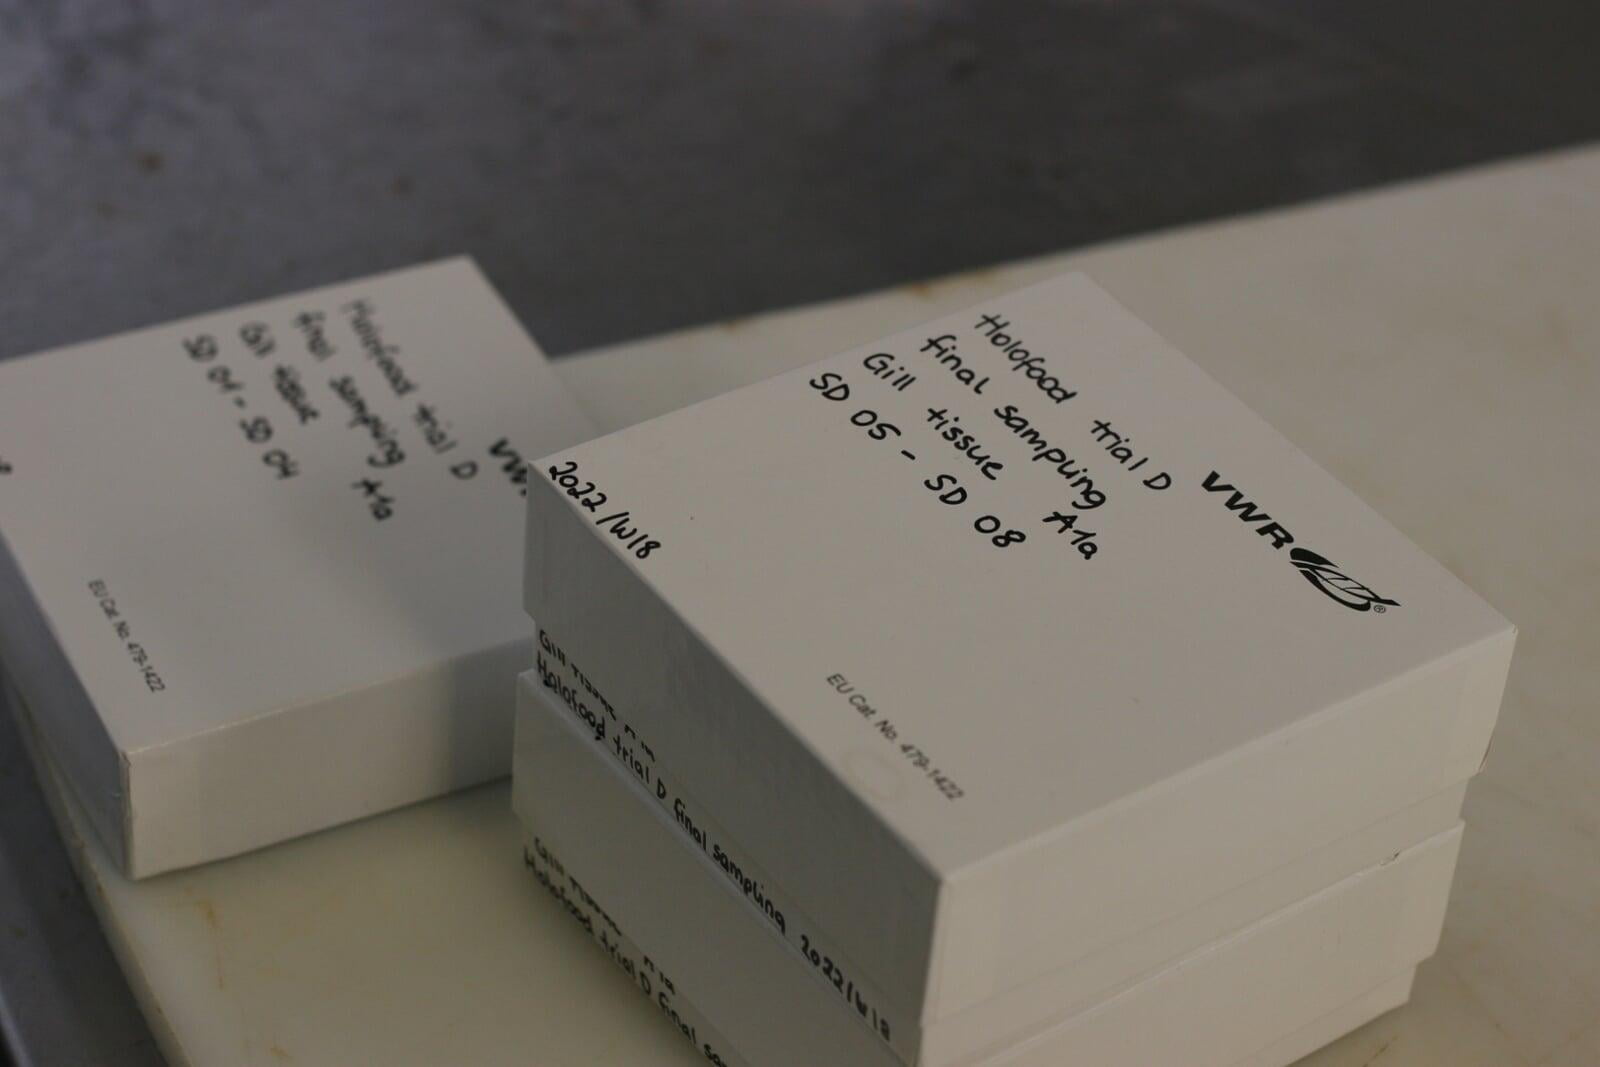 Holofood trial D
final sampling A1a
Gill tissue
SD 01 - SD 04
VWR
EU Cat. No. 479-1422
Holofood trial D
final sampling A1a
Gill tissue
SD 05 - SD 08
2022/W18
VWR
EU Cat. No. 479-1422
Gill Tissue A1a
Holofood trial D final sampling 2022/W18
Gill Tissue A1a
Holofood trial D final